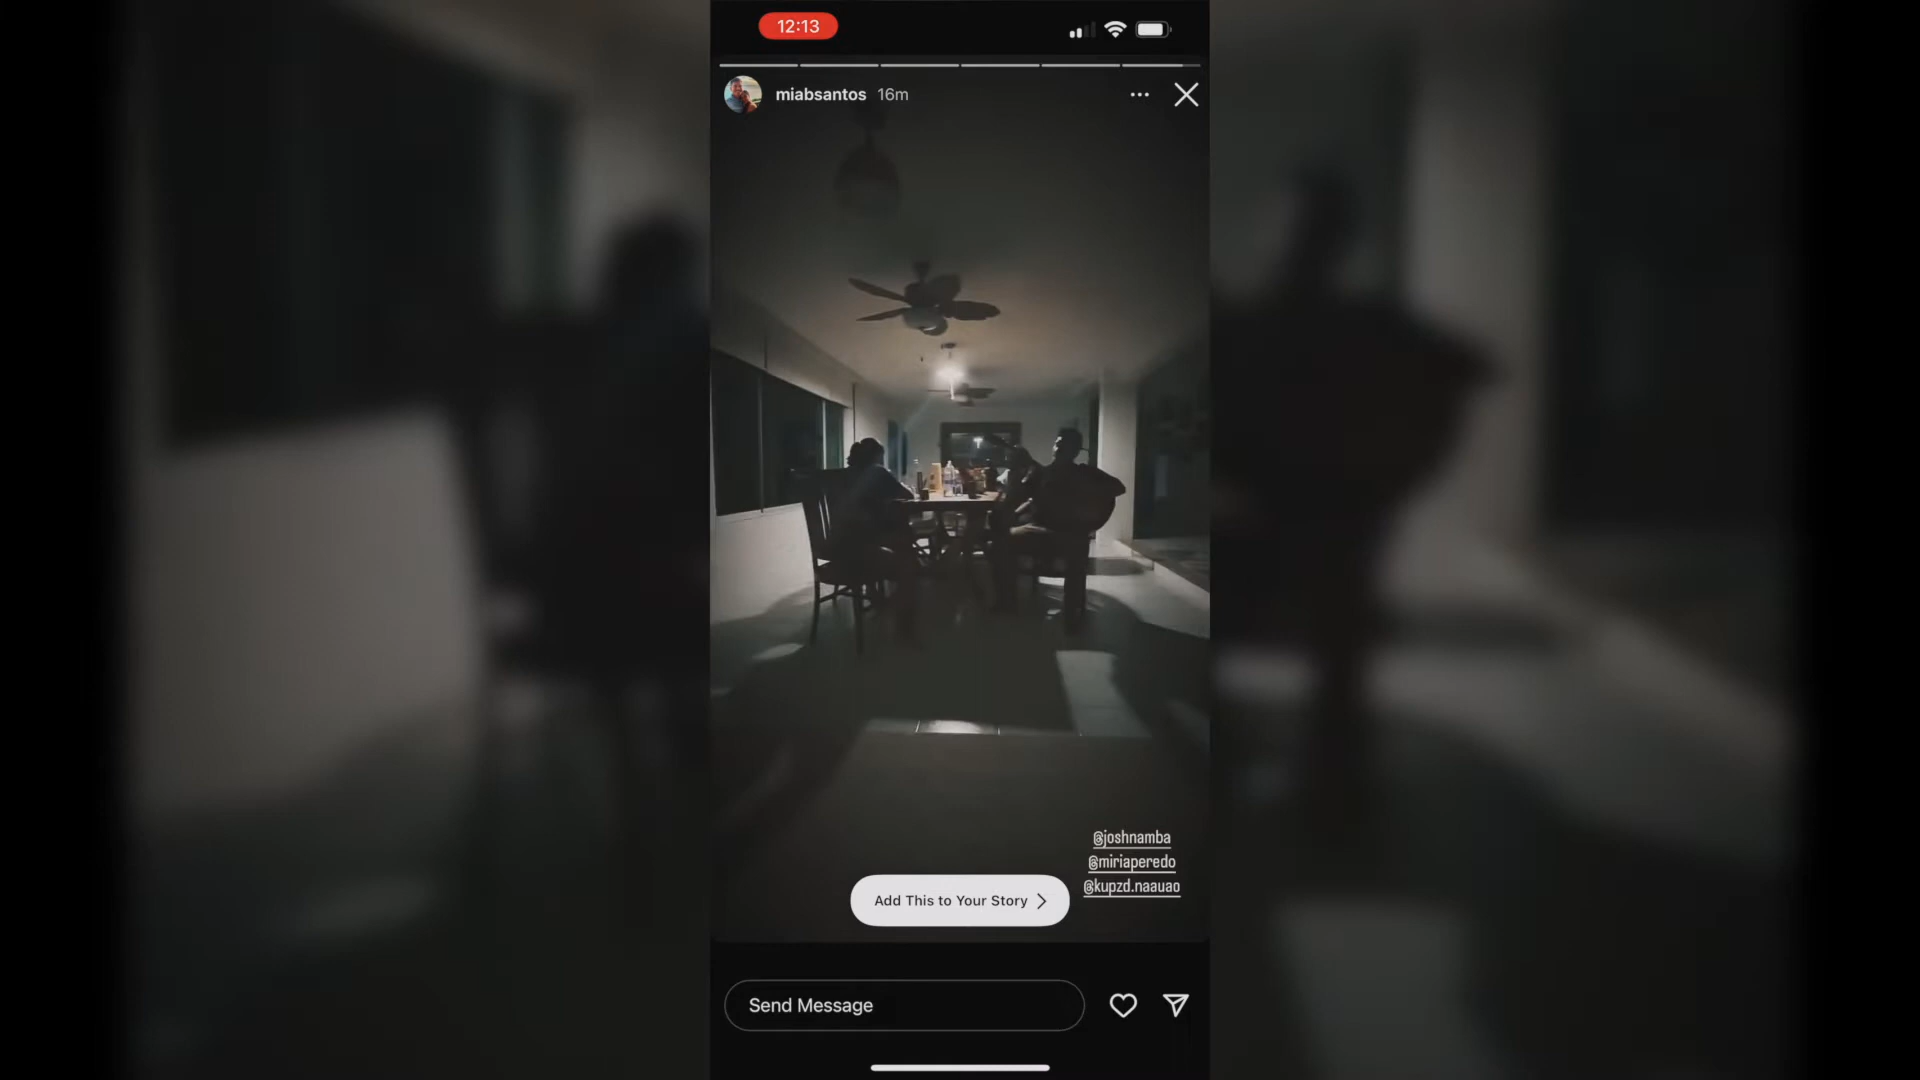 12:13
miabsantos 16m
@joshnamba
@miriaperedo
@kupzd.naauao
Add This to Your Story
Send Message